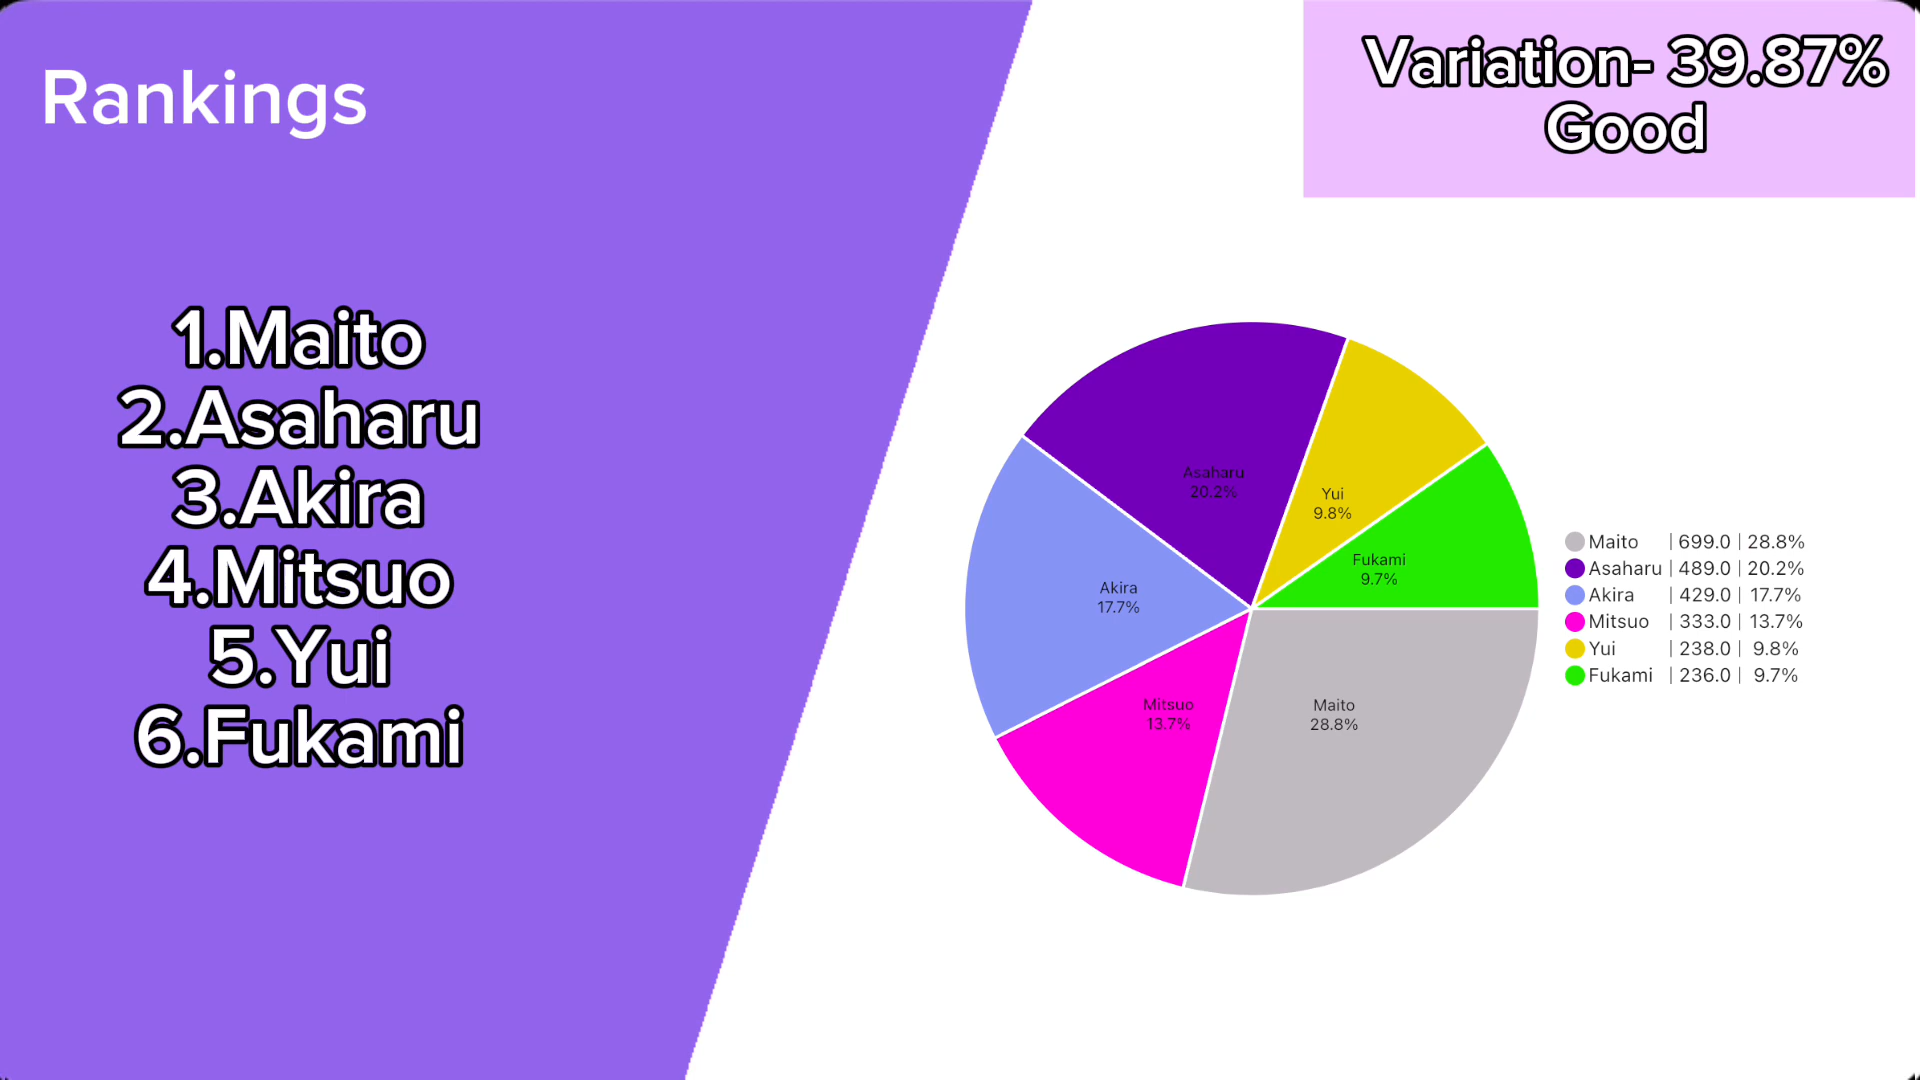 Rankings
1.Maito
2.Asaharu
3.Akira
4.Mitsuo
5.Yui
6.Fukami
Variation- 39.87%
Good
Asaharu
20.2%
Yui
9.8%
Fukami
9.7%
Akira
17.7%
Mitsuo
13.7%
Maito
28.8%
Maito | 699.0 | 28.8%
Asaharu | 489.0 | 20.2%
Akira | 429.0 | 17.7%
Mitsuo | 333.0 | 13.7%
Yui | 238.0 | 9.8%
Fukami | 236.0 | 9.7%